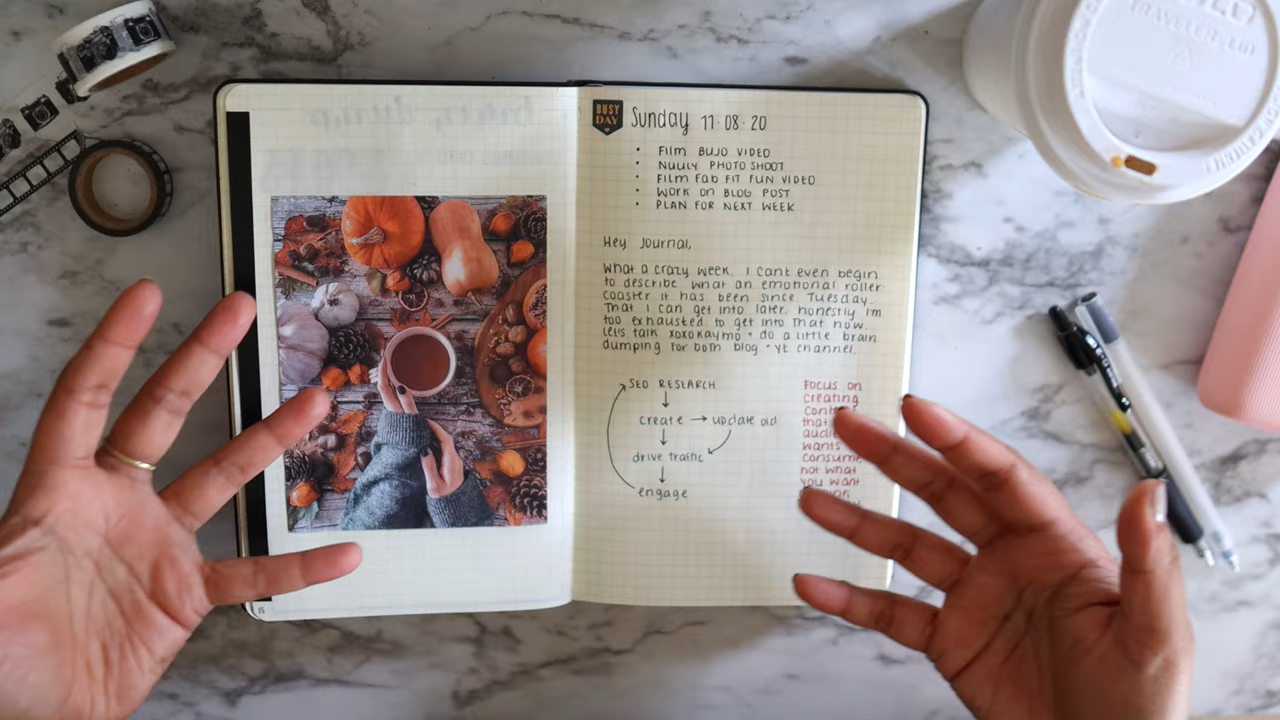 BUSY
DAY
Sunday 11·08·20
• FILM BUJO VIDEO
• NUULY PHOTO SHOOT
• FILM FAB FIT FUN VIDEO
• WORK ON BLOG POST
• PLAN FOR NEXT WEEK
Hey Journal,
What a crazy week. I cant even begin
to describe what an emotional roller
coaster it has been since Tuesday.
That I can get into later. honestly im
too exhausted to get into that now.
Lets talk xoxokaymo + do a little brain
dumping for both blog + yt channel.
SEO RESEARCH
create → update old
drive traffic
engage
FOCUS on
creating
that
wants
consume
not what
you want
15
TRAVELER LID